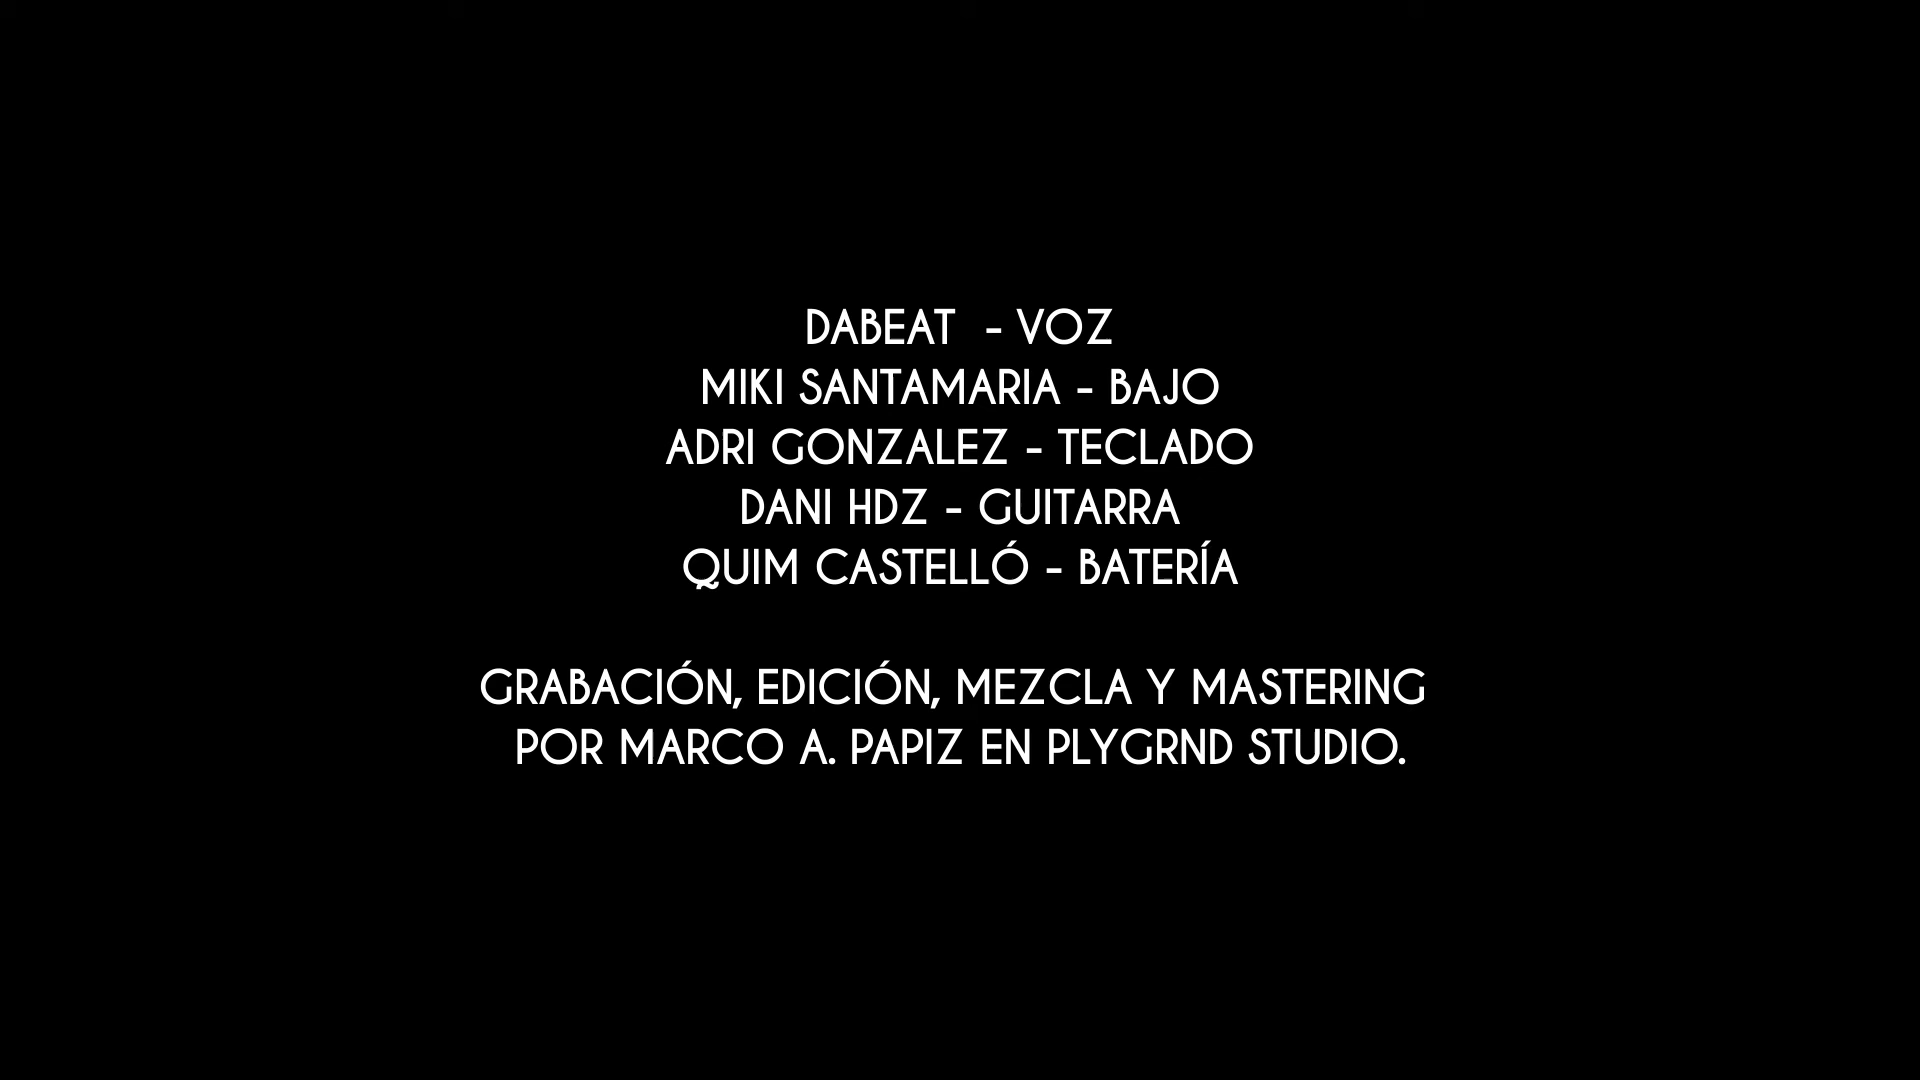 DABEAT - VOZ
MIKI SANTAMARIA - BAJO
ADRI GONZALEZ - TECLADO
DANI HDZ - GUITARRA
QUIM CASTELLÓ - BATERÍA
GRABACIÓN, EDICIÓN, MEZCLA Y MASTERING
POR MARCO A. PAPIZ EN PLYGRND STUDIO.